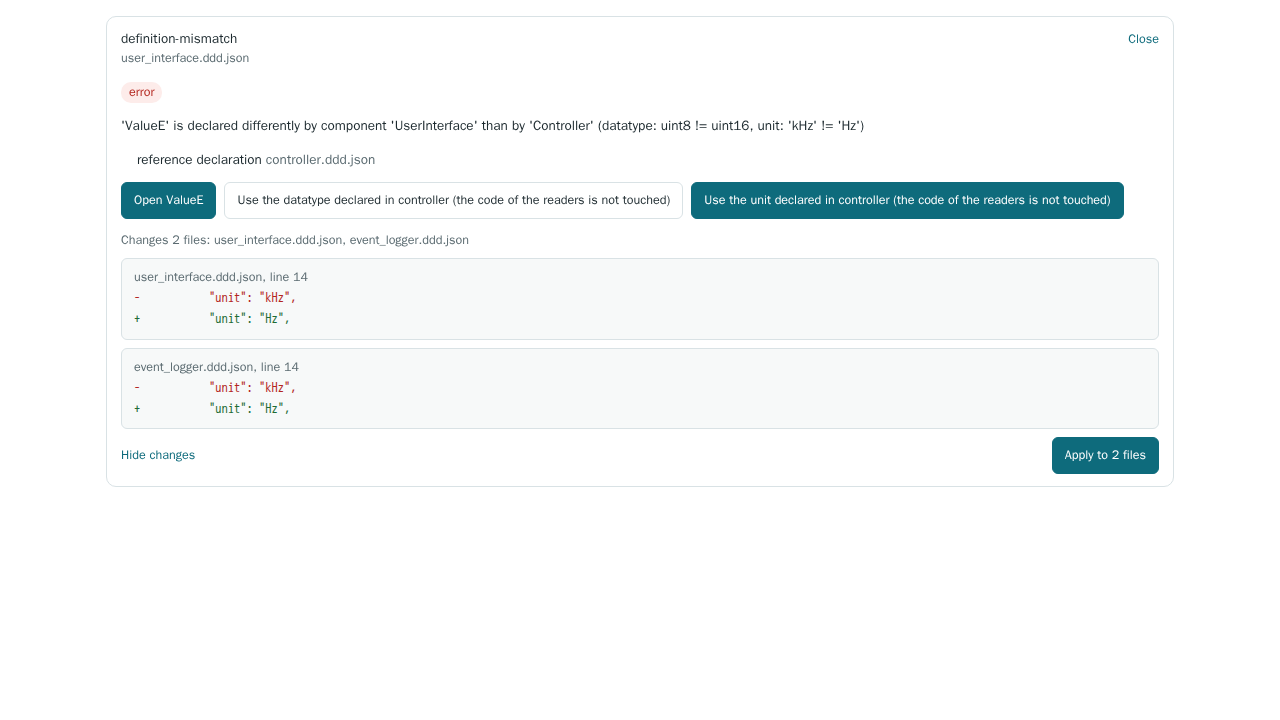 definition-mismatch
Close
user_interface.ddd.json
error
'ValueE' is declared differently by component 'UserInterface' than by 'Controller' (datatype: uint8 != uint16, unit: 'kHz' != 'Hz')
reference declaration controller.ddd.json
Open ValueE
Use the datatype declared in controller (the code of the readers is not touched)
Use the unit declared in controller (the code of the readers is not touched)
Changes 2 files: user_interface.ddd.json, event_logger.ddd.json
user_interface.ddd.json, line 14
- "unit": "kHz",
+ "unit": "Hz",
event_logger.ddd.json, line 14
- "unit": "kHz",
+ "unit": "Hz",
Hide changes
Apply to 2 files